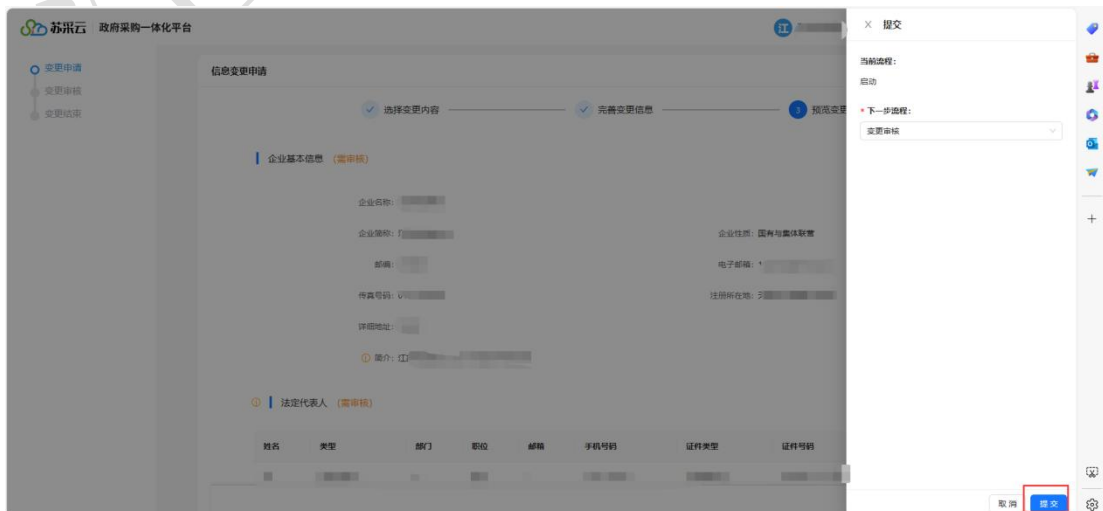 苏采云 政府采购一体化平台
江
变更申请
变更审核
变更结束
信息变更申请
选择变更内容
完善变更信息
3 预览变更
企业基本信息 (需审核)
企业名称:
企业简称:
企业性质: 国有与集体联营
邮编:
电子邮箱:
传真号码:
注册所在地:
详细地址:
简介: 江
法定代表人 (需审核)
姓名 类型 部门 职位 邮箱 手机号码 证件类型 证件号码
提交
当前流程:
启动
* 下一步流程:
变更审核
取消 提交